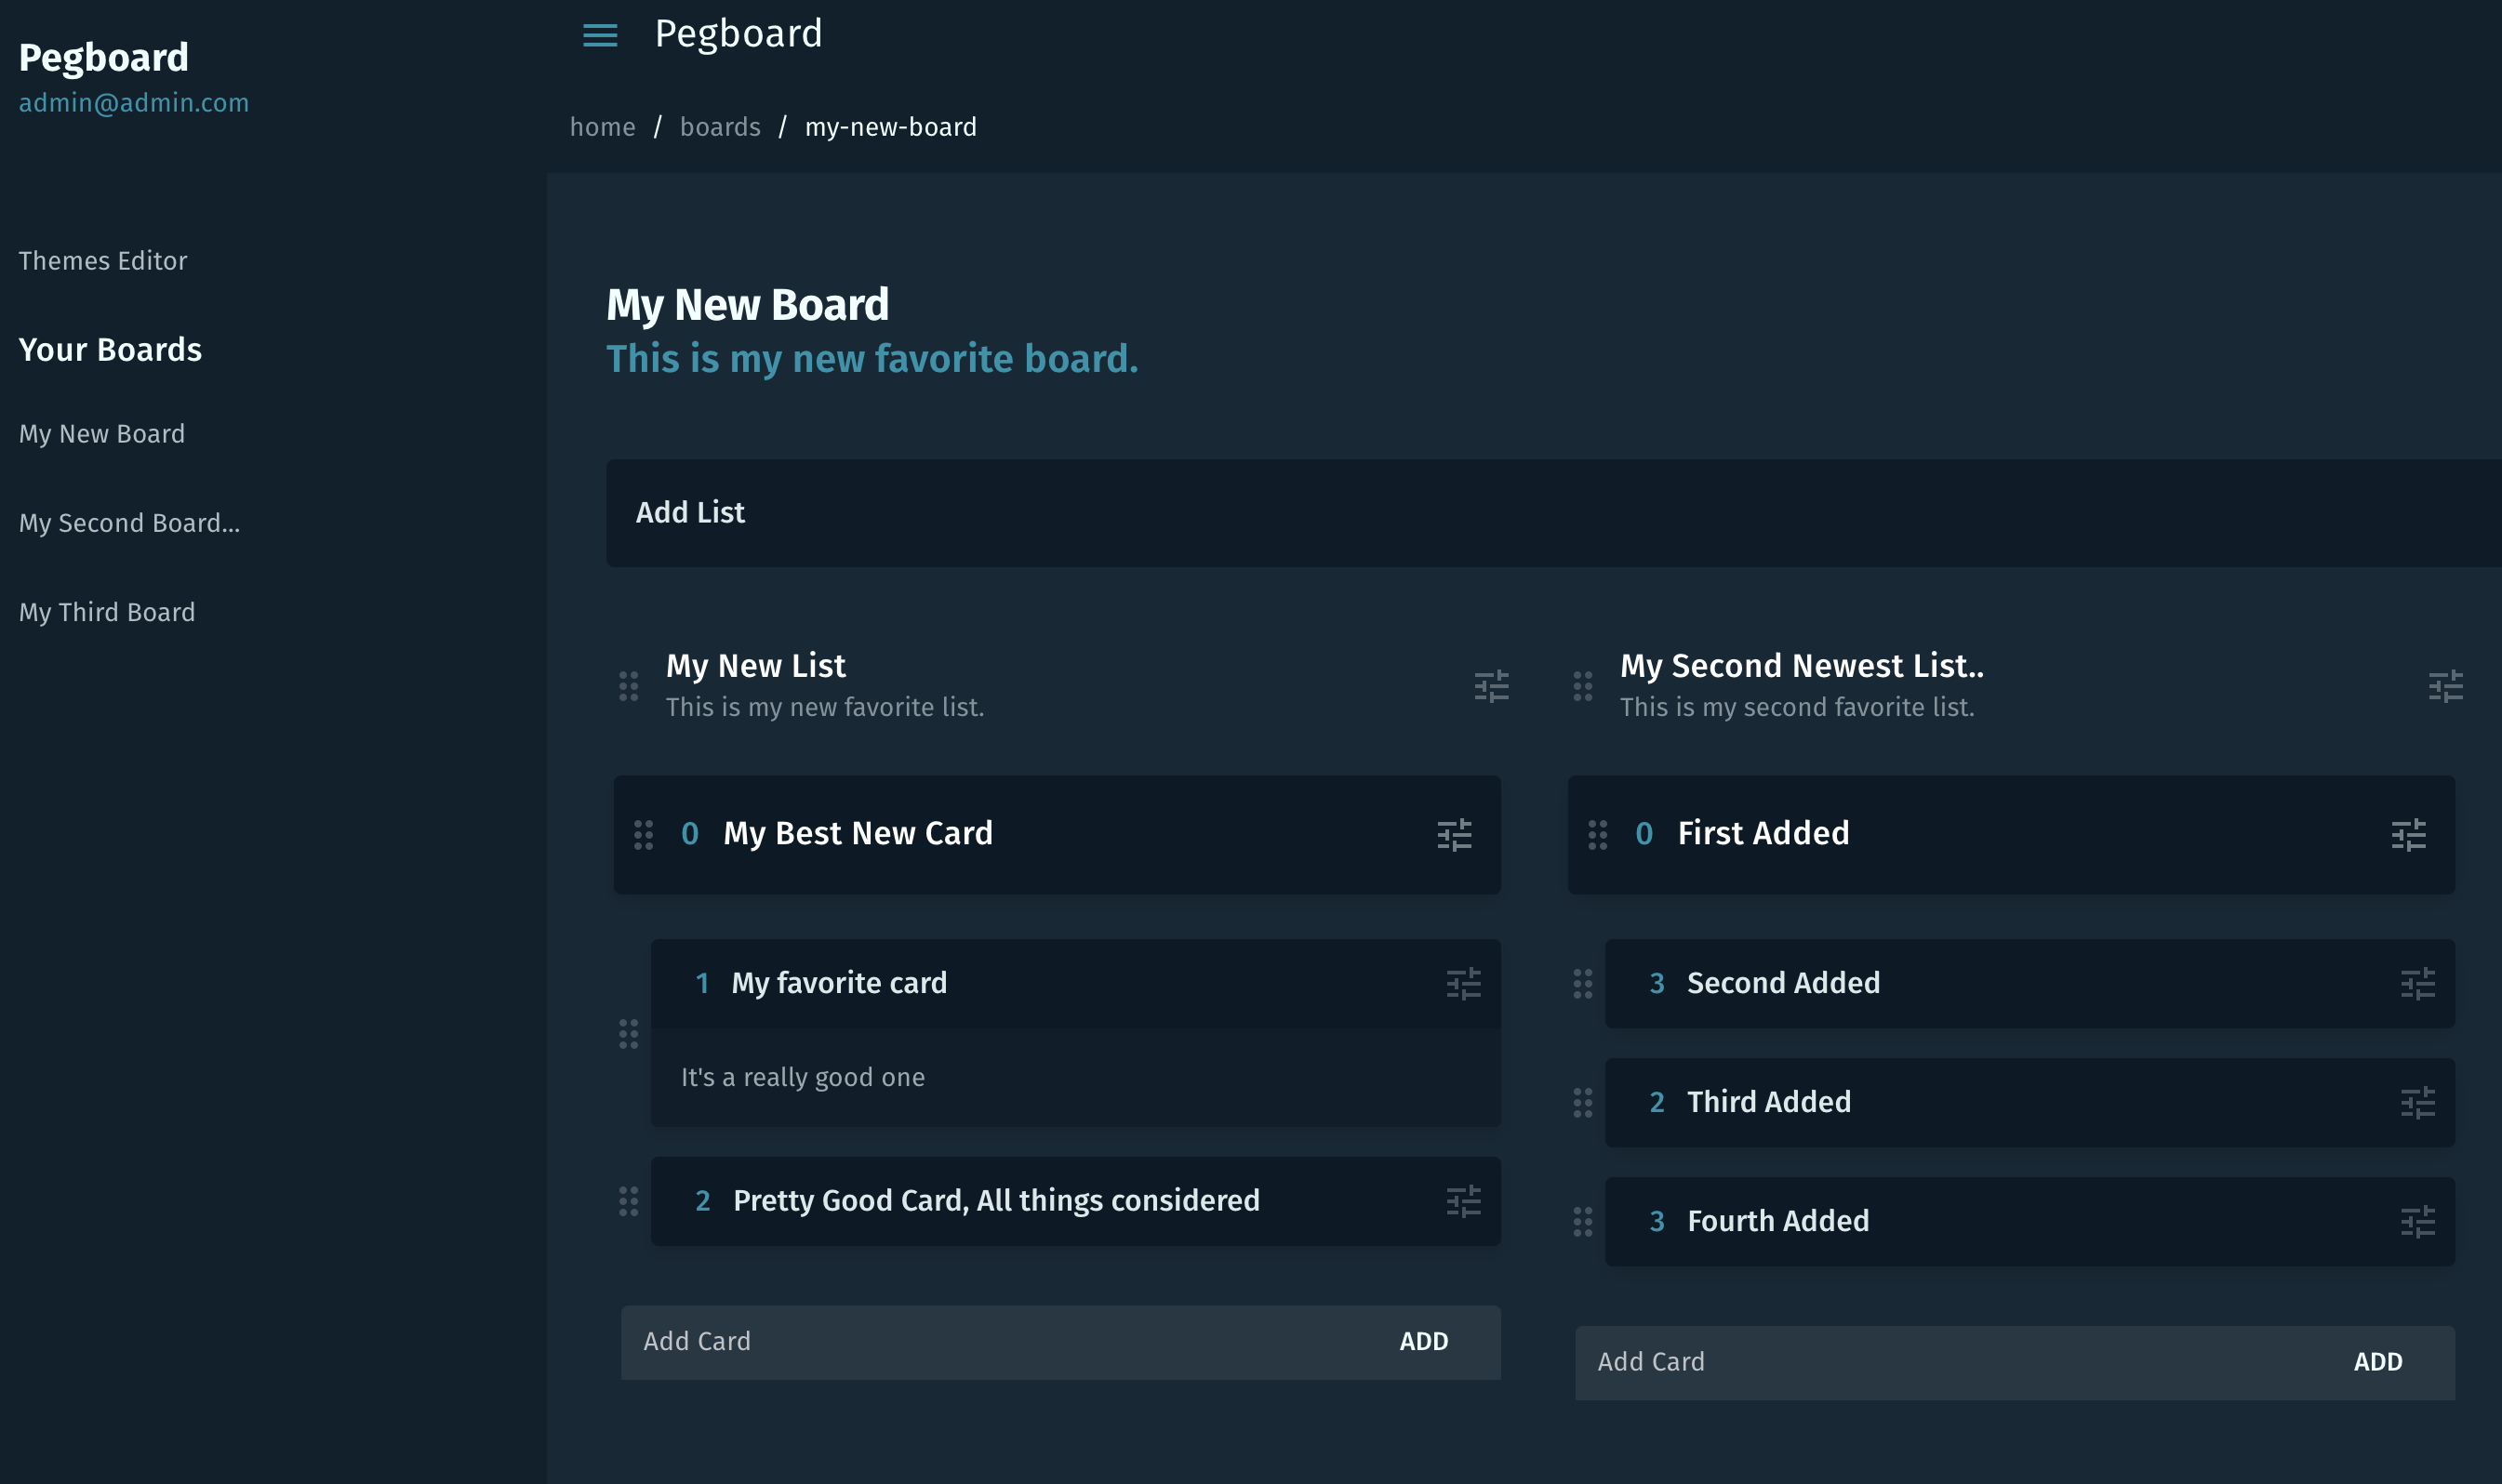 Pegboard
admin@admin.com
Themes Editor
Your Boards
My New Board
My Second Board...
My Third Board
Pegboard
home / boards / my-new-board
My New Board
This is my new favorite board.
Add List
My New List
This is my new favorite list.
0 My Best New Card
1 My favorite card
It's a really good one
2 Pretty Good Card, All things considered
Add Card ADD
My Second Newest List..
This is my second favorite list.
0 First Added
3 Second Added
2 Third Added
3 Fourth Added
Add Card ADD